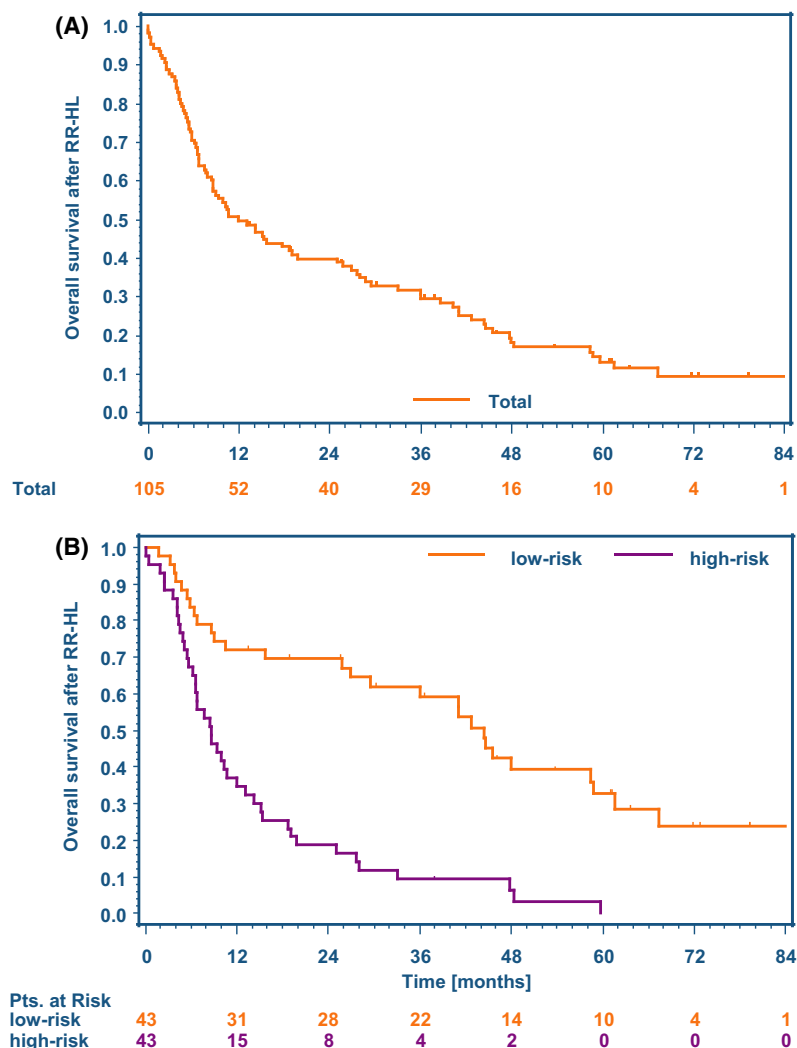 (A)
Overall survival after RR-HL
1.0
0.9
0.8
0.7
0.6
0.5
0.4
0.3
0.2
0.1
0.0
Total
0 12 24 36 48 60 72 84
Total 105 52 40 29 16 10 4 1
(B)
Overall survival after RR-HL
low-risk high-risk
1.0
0.9
0.8
0.7
0.6
0.5
0.4
0.3
0.2
0.1
0.0
0 12 24 36 48 60 72 84
Time [months]
Pts. at Risk
low-risk 43 31 28 22 14 10 4 1
high-risk 43 15 8 4 2 0 0 0